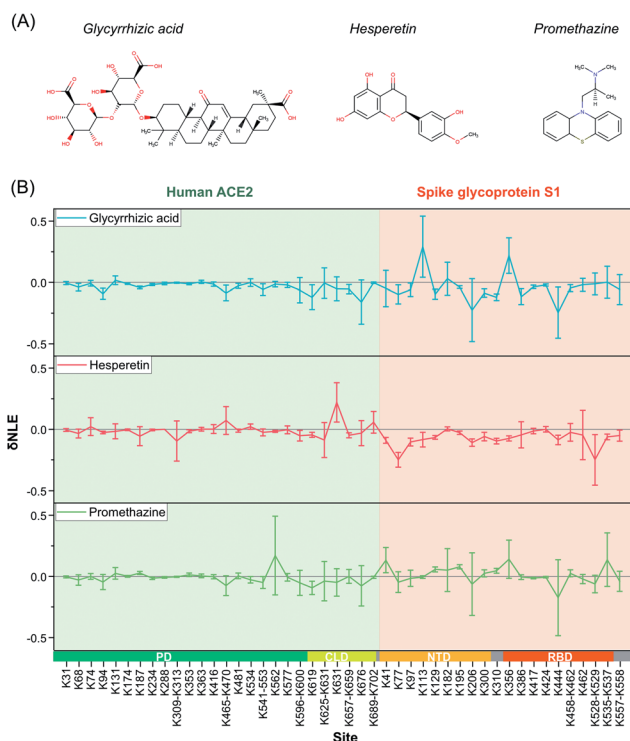 (A)
Glycyrrhizic acid Hesperetin Promethazine
(B)
Human ACE2 Spike glycoprotein S1
Glycyrrhizic acid
0.5
0.0
-0.5
Hesperetin
0.5
0.0
-0.5
Promethazine
0.5
0.0
-0.5
δNLE
PD CLD NTD RBD
K31
K68
K74
K94
K131
K174
K187
K234
K288
K309-K313
K353
K363
K416
K465-K470
K481
K534
K541-553
K562
K577
K596-K600
K619
K625-K631
K631
K657-K659
K676
K689-K702
K41
K77
K97
K113
K129
K182
K195
K206
K300
K310
K356
K386
K417
K424
K444
K458-K462
K462
K528-K529
K535-K537
K557-K558
Site